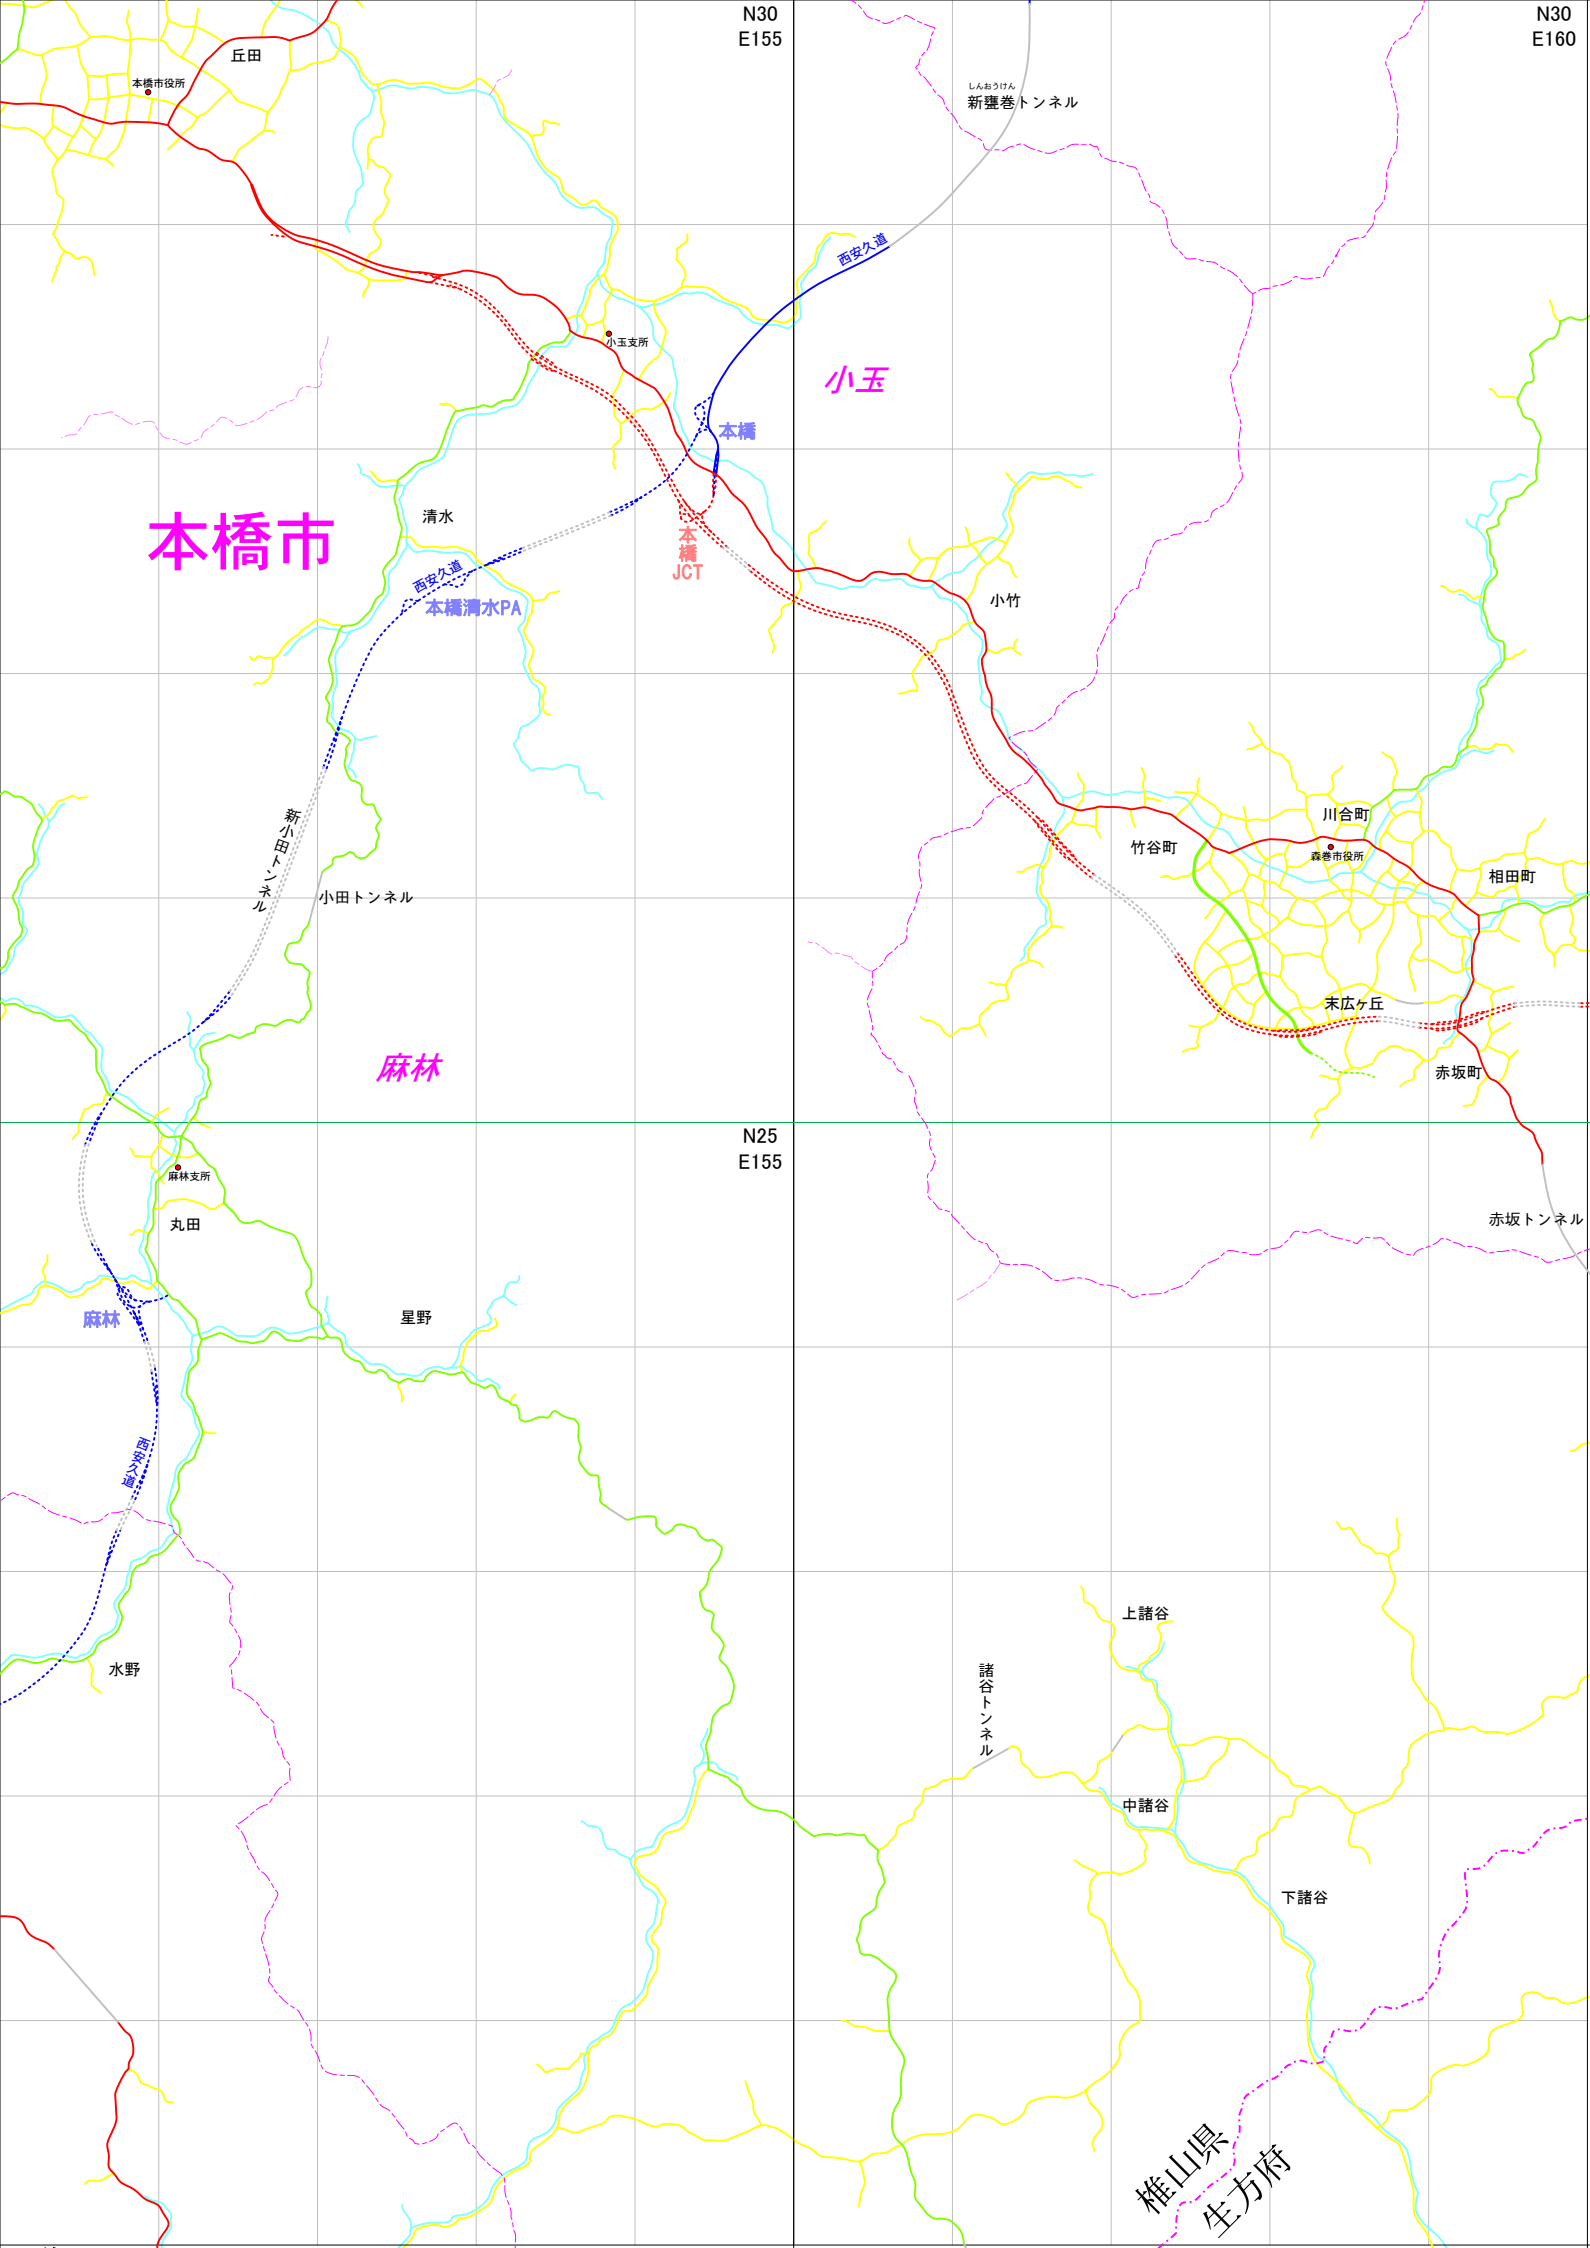 N30
E155
N30
E160
丘田
本橋市役所
しんおうけん
新甕巻トンネル
西安久道
小玉支所
小玉
本橋
本橋市
清水
本橋JCT
西安久道
本橋清水PA
小竹
新小田トンネル
小田トンネル
川合町
竹谷町
森巻市役所
相田町
末広ヶ丘
麻林
赤坂町
N25
E155
麻林支所
丸田
赤坂トンネル
麻林
星野
西安久道
上諸谷
水野
諸谷トンネル
中諸谷
下諸谷
椎山県
生方府